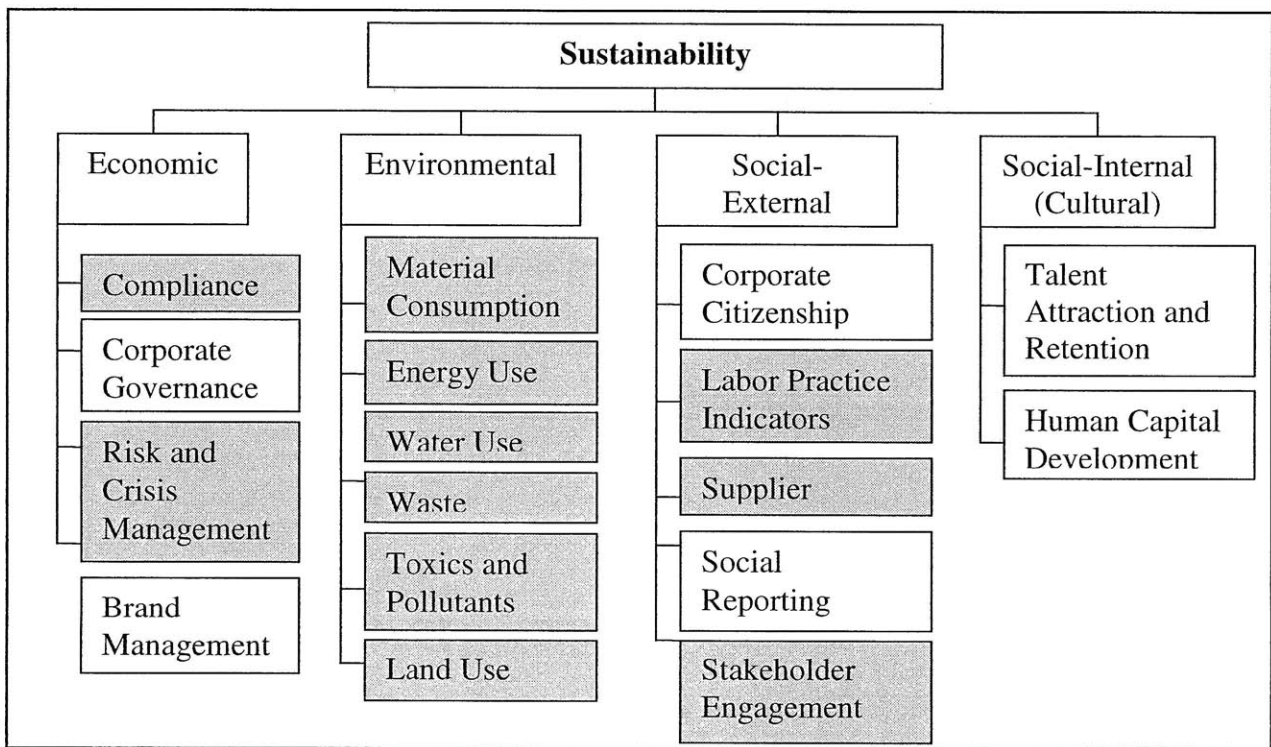 Sustainability
Economic
Compliance
Corporate
Governance
Risk and
Crisis
Management
Brand
Management
Environmental
Material
Consumption
Energy Use
Water Use
Waste
Toxics and
Pollutants
Land Use
Social-
External
Corporate
Citizenship
Labor Practice
Indicators
Supplier
Social
Reporting
Stakeholder
Engagement
Social-Internal
(Cultural)
Talent
Attraction and
Retention
Human Capital
Development